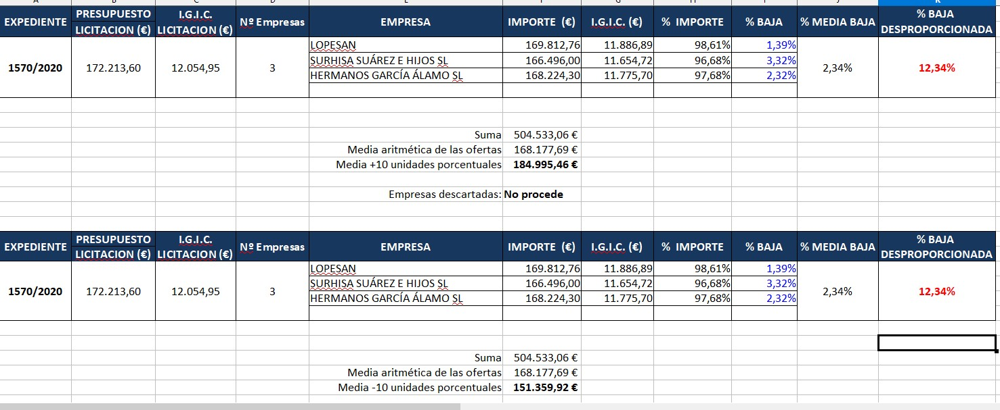 EXPEDIENTE PRESUPUESTO LICITACION (€) I.G.I.C. LICITACION (€) Nº Empresas EMPRESA IMPORTE (€) I.G.I.C. (€) % IMPORTE % BAJA % MEDIA BAJA % BAJA DESPROPORCIONADA
LOPESAN 169.812,76 11.886,89 98,61% 1,39%
SURHISA SUÁREZ E HIJOS SL 166.496,00 11.654,72 96,68% 3,32%
1570/2020 172.213,60 12.054,95 3 2,34% 12,34%
HERMANOS GARCÍA ÁLAMO SL 168.224,30 11.775,70 97,68% 2,32%
Suma 504.533,06 €
Media aritmética de las ofertas 168.177,69 €
Media +10 unidades porcentuales 184.995,46 €
Empresas descartadas: No procede
EXPEDIENTE PRESUPUESTO LICITACION (€) I.G.I.C. LICITACION (€) Nº Empresas EMPRESA IMPORTE (€) I.G.I.C. (€) % IMPORTE % BAJA % MEDIA BAJA % BAJA DESPROPORCIONADA
LOPESAN 169.812,76 11.886,89 98,61% 1,39%
SURHISA SUÁREZ E HIJOS SL 166.496,00 11.654,72 96,68% 3,32%
1570/2020 172.213,60 12.054,95 3 2,34% 12,34%
HERMANOS GARCÍA ÁLAMO SL 168.224,30 11.775,70 97,68% 2,32%
Suma 504.533,06 €
Media aritmética de las ofertas 168.177,69 €
Media -10 unidades porcentuales 151.359,92 €